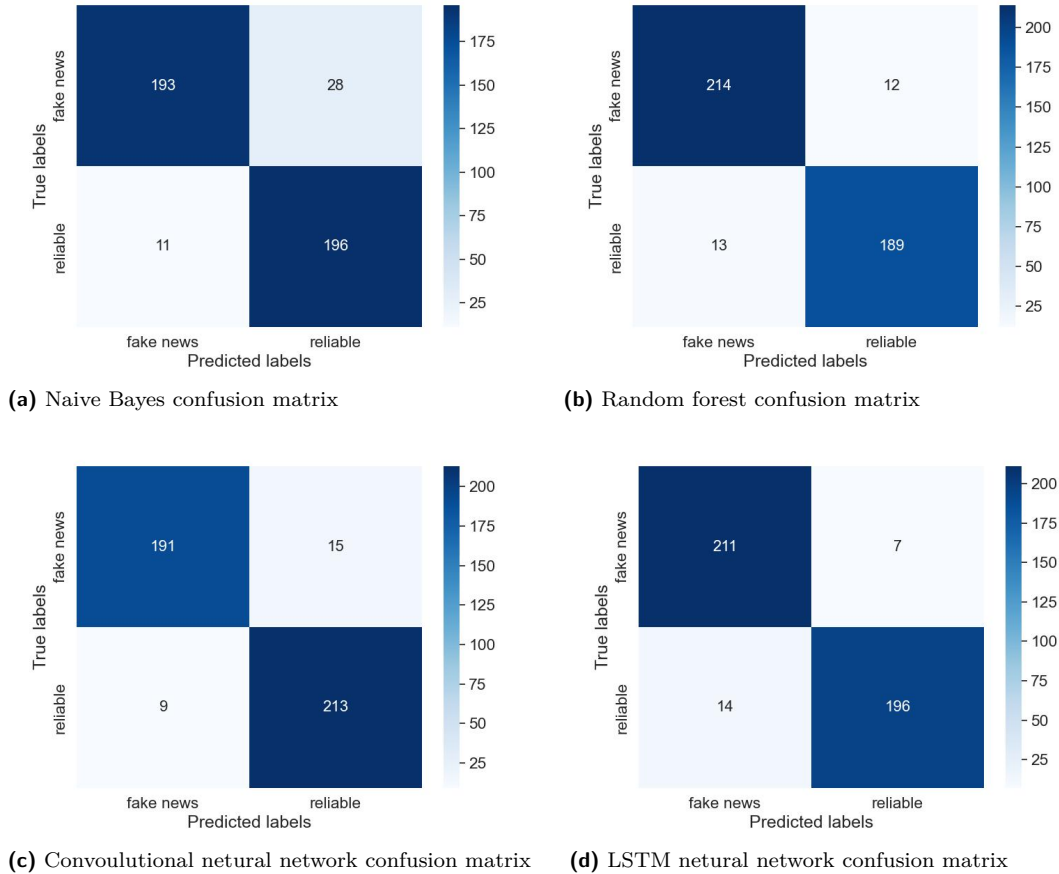 fake news
193
28
True labels
reliable
11
196
fake news
reliable
Predicted labels
175
150
125
100
75
50
25
(a) Naive Bayes confusion matrix
fake news
214
12
True labels
reliable
13
189
fake news
reliable
Predicted labels
200
175
150
125
100
75
50
25
(b) Random forest confusion matrix
fake news
191
15
True labels
reliable
9
213
fake news
reliable
Predicted labels
200
175
150
125
100
75
50
25
(c) Convoulutional netural network confusion matrix
fake news
211
7
True labels
reliable
14
196
fake news
reliable
Predicted labels
200
175
150
125
100
75
50
25
(d) LSTM netural network confusion matrix